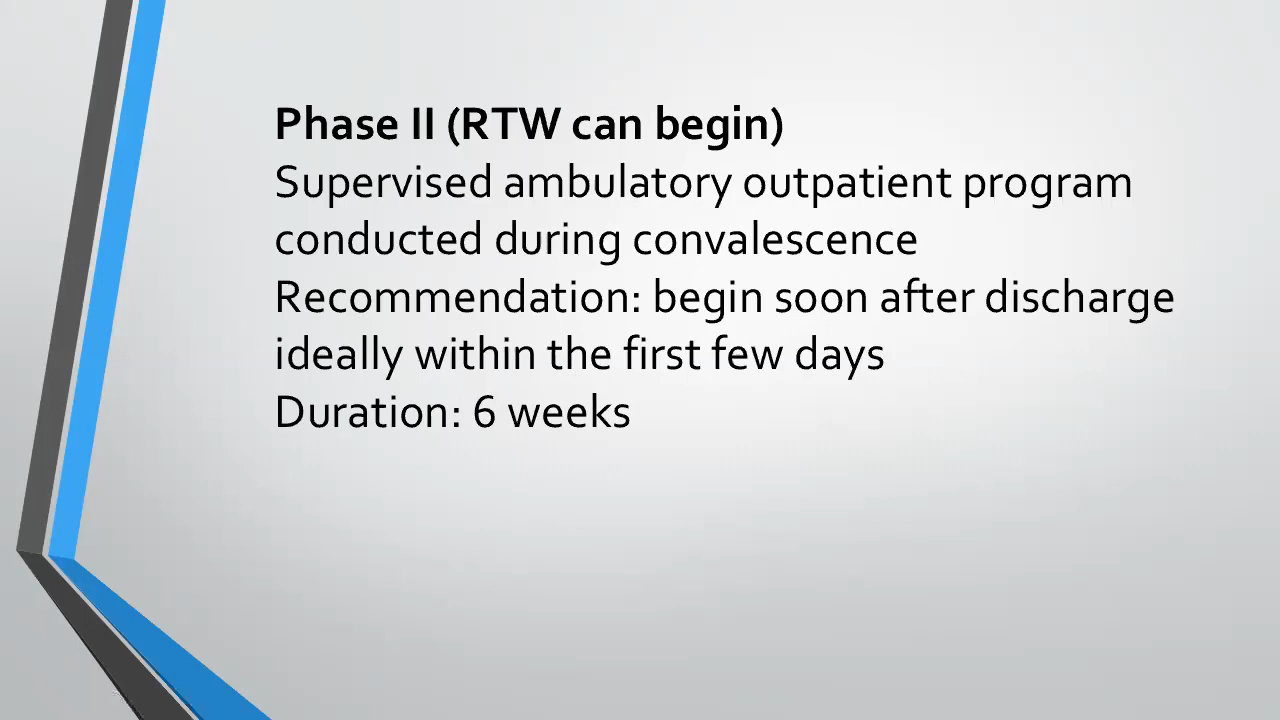 Phase II (RTW can begin)
Supervised ambulatory outpatient program
conducted during convalescence
Recommendation: begin soon after discharge
ideally within the first few days
Duration: 6 weeks